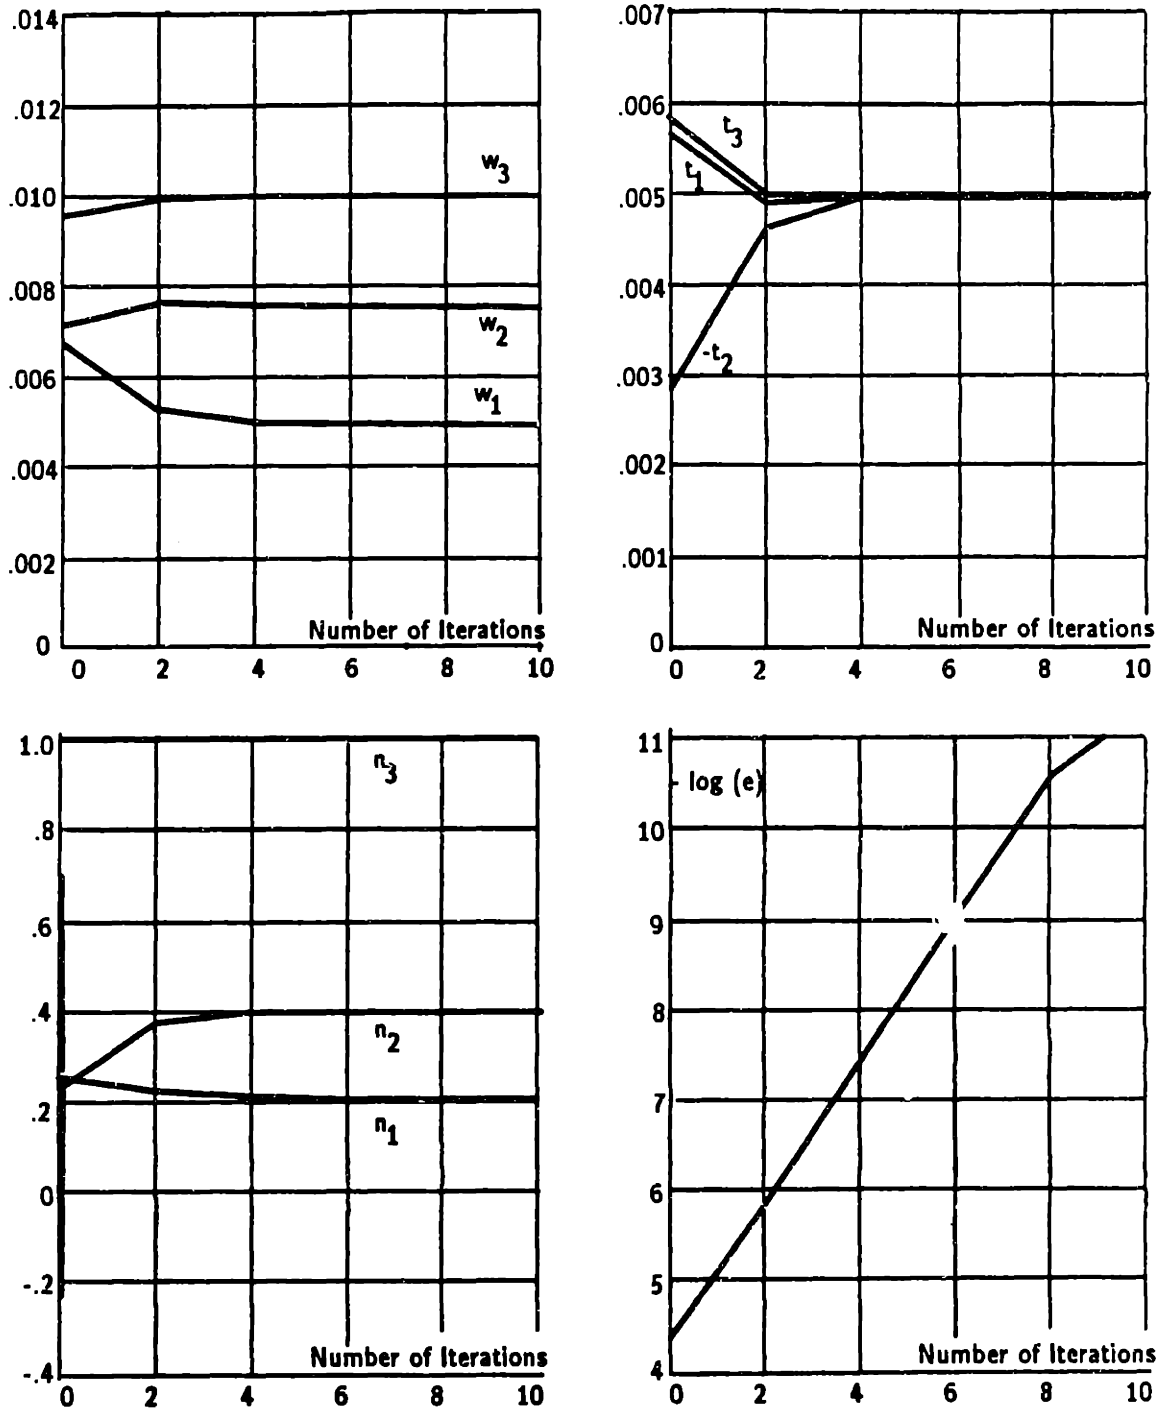 .014
.012
w3
.010
.008
w2
.006
w1
.004
.002
Number of Iterations
0
0 2 4 6 8 10
.007
.006
t3
t1
.005
.004
-t2
.003
.002
.001
Number of Iterations
0
0 2 4 6 8 10
1.0
n3
.8
.6
.4
n2
.2
n1
0
-.2
Number of Iterations
-.4
0 2 4 6 8 10
11
- log (e)
10
9
8
7
6
5
Number of Iterations
4
0 2 4 6 8 10